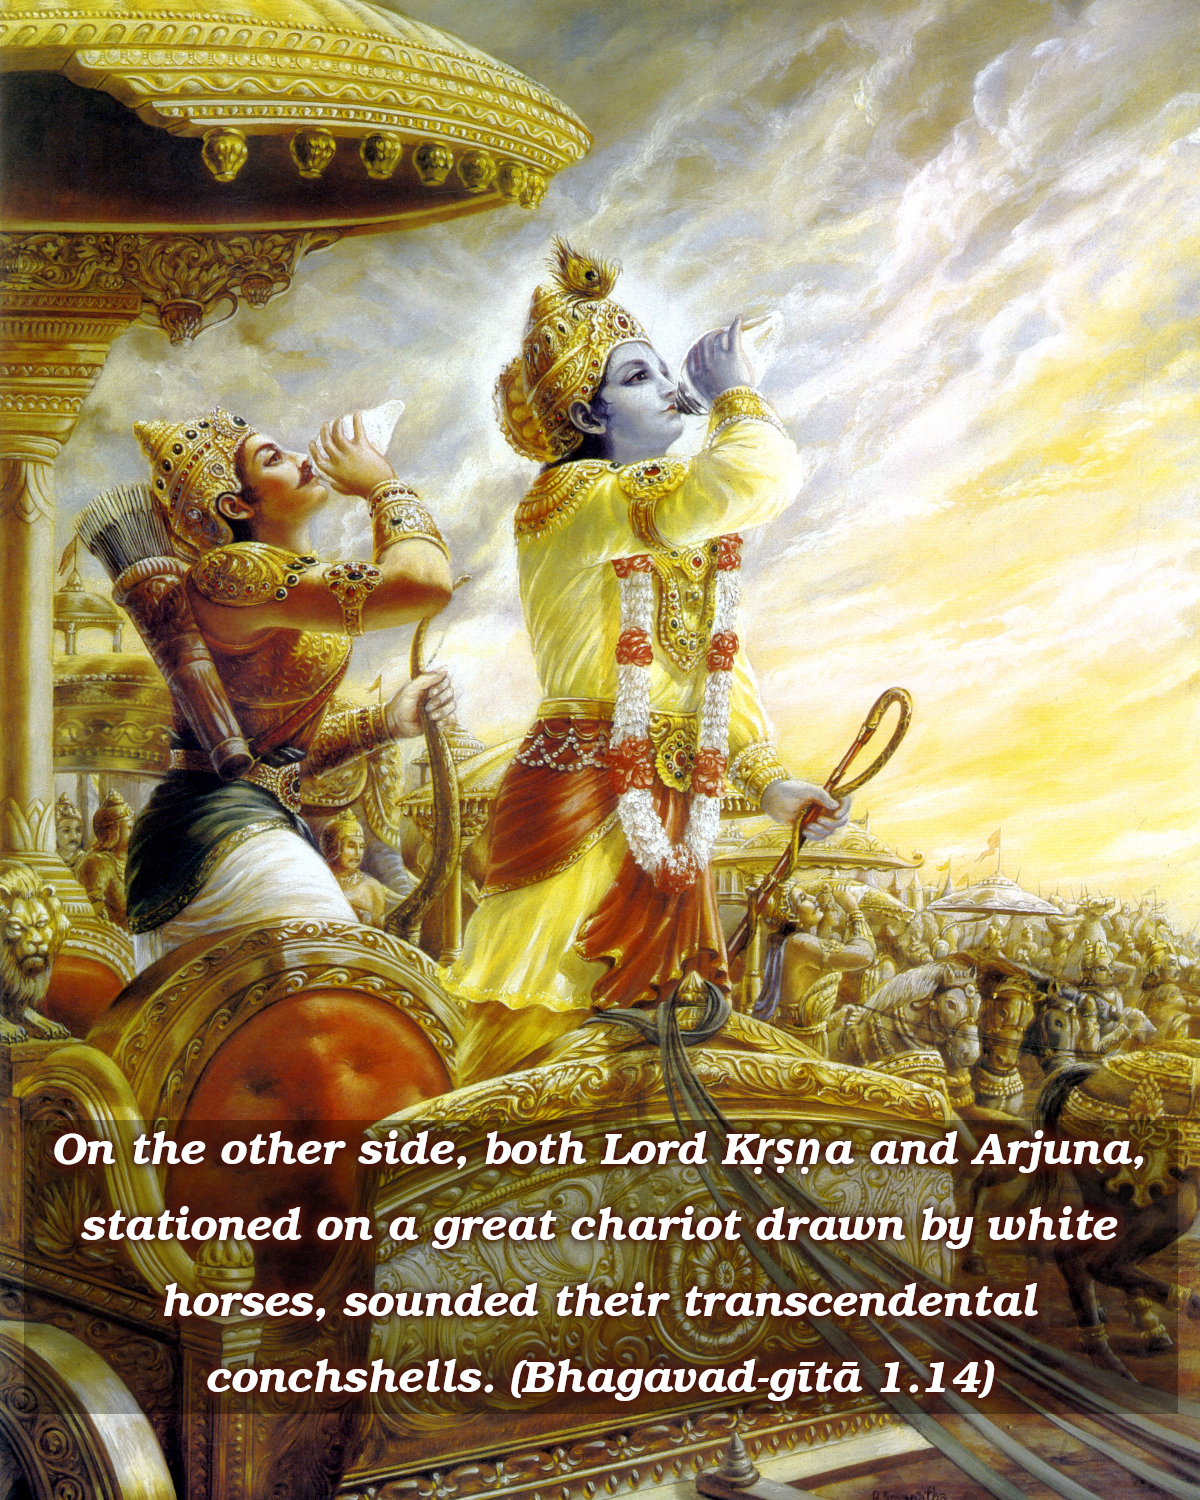 On the other side, both Lord Kṛṣṇa and Arjuna,
stationed on a great chariot drawn by white
horses, sounded their transcendental
conchshells. (Bhagavad-gītā 1.14)